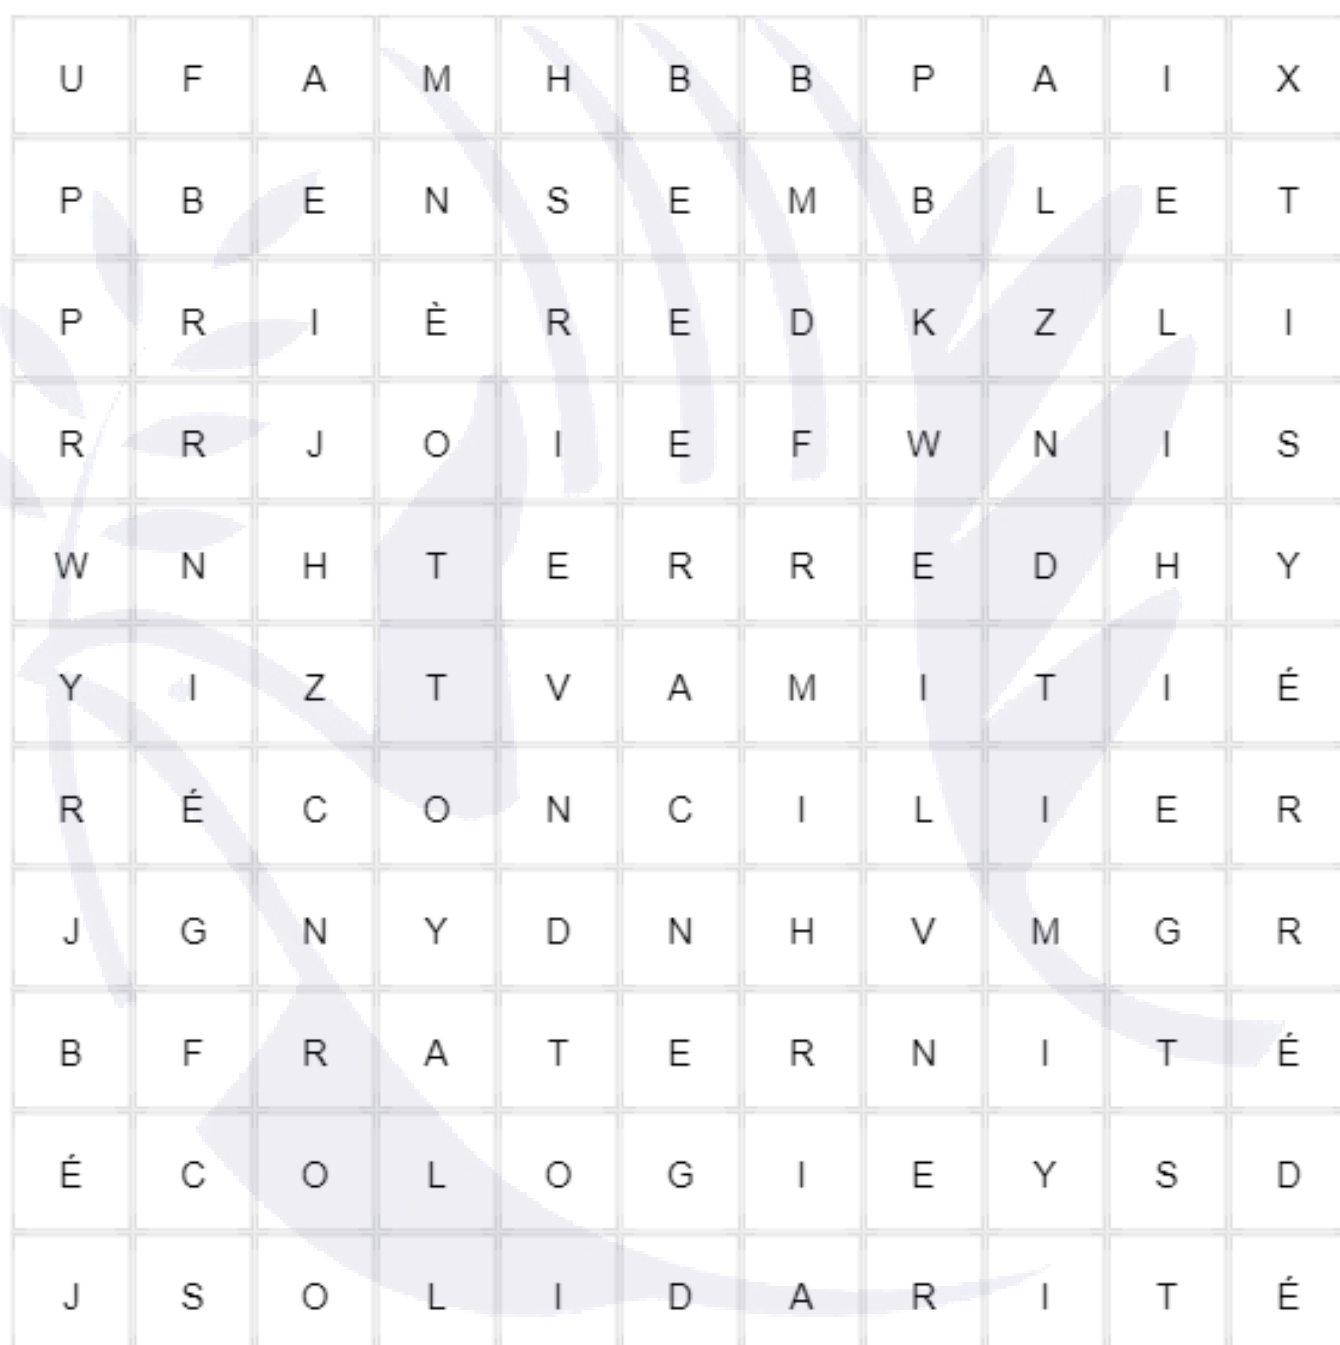 U F A M H B B P A I X
P B E N S E M B L E T
P R I È R E D K Z L I
R R J O I E F W N I S
W N H T E R R E D H Y
Y I Z T V A M I T I É
R É C O N C I L I E R
J G N Y D N H V M G R
B F R A T E R N I T É
É C O L O G I E Y S D
J S O L I D A R I T É